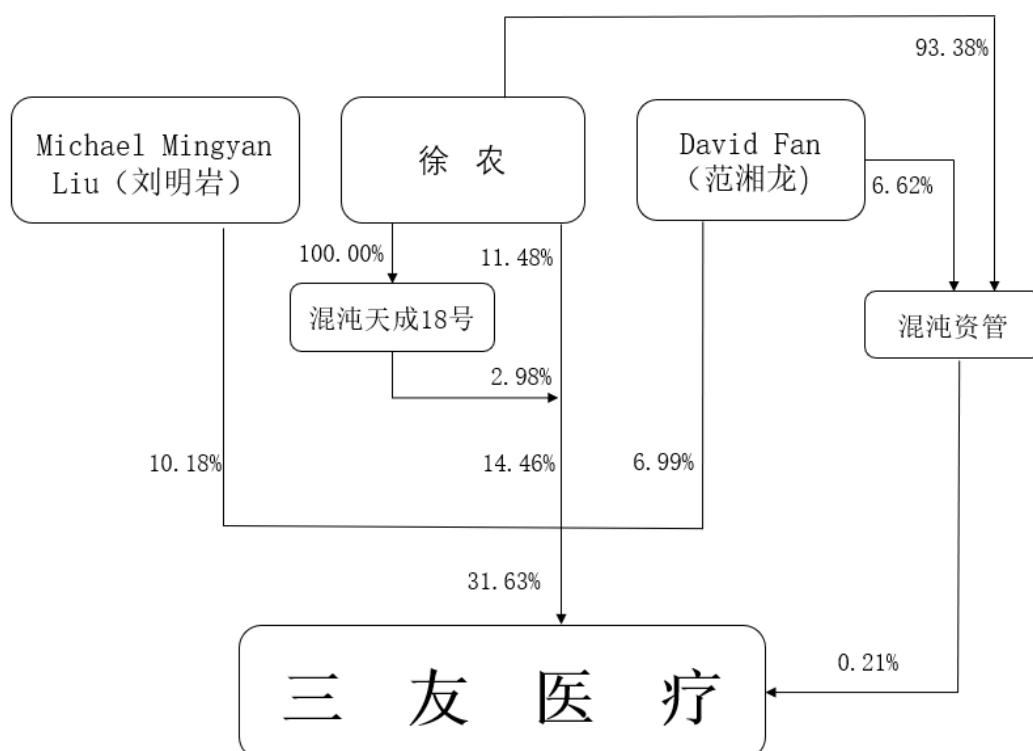 93.38%
Michael Mingyan
Liu（刘明岩）
徐 农
David Fan
（范湘龙)
6.62%
100.00%
11.48%
混沌天成18号
混沌资管
2.98%
10.18%
14.46%
6.99%
31.63%
三 友 医 疗
0.21%